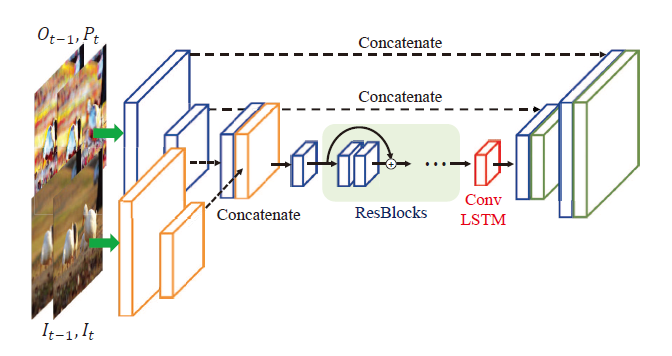 O_{t−1}, P_t
Concatenate
Concatenate
Concatenate
ResBlocks
Conv
LSTM
I_{t−1}, I_t